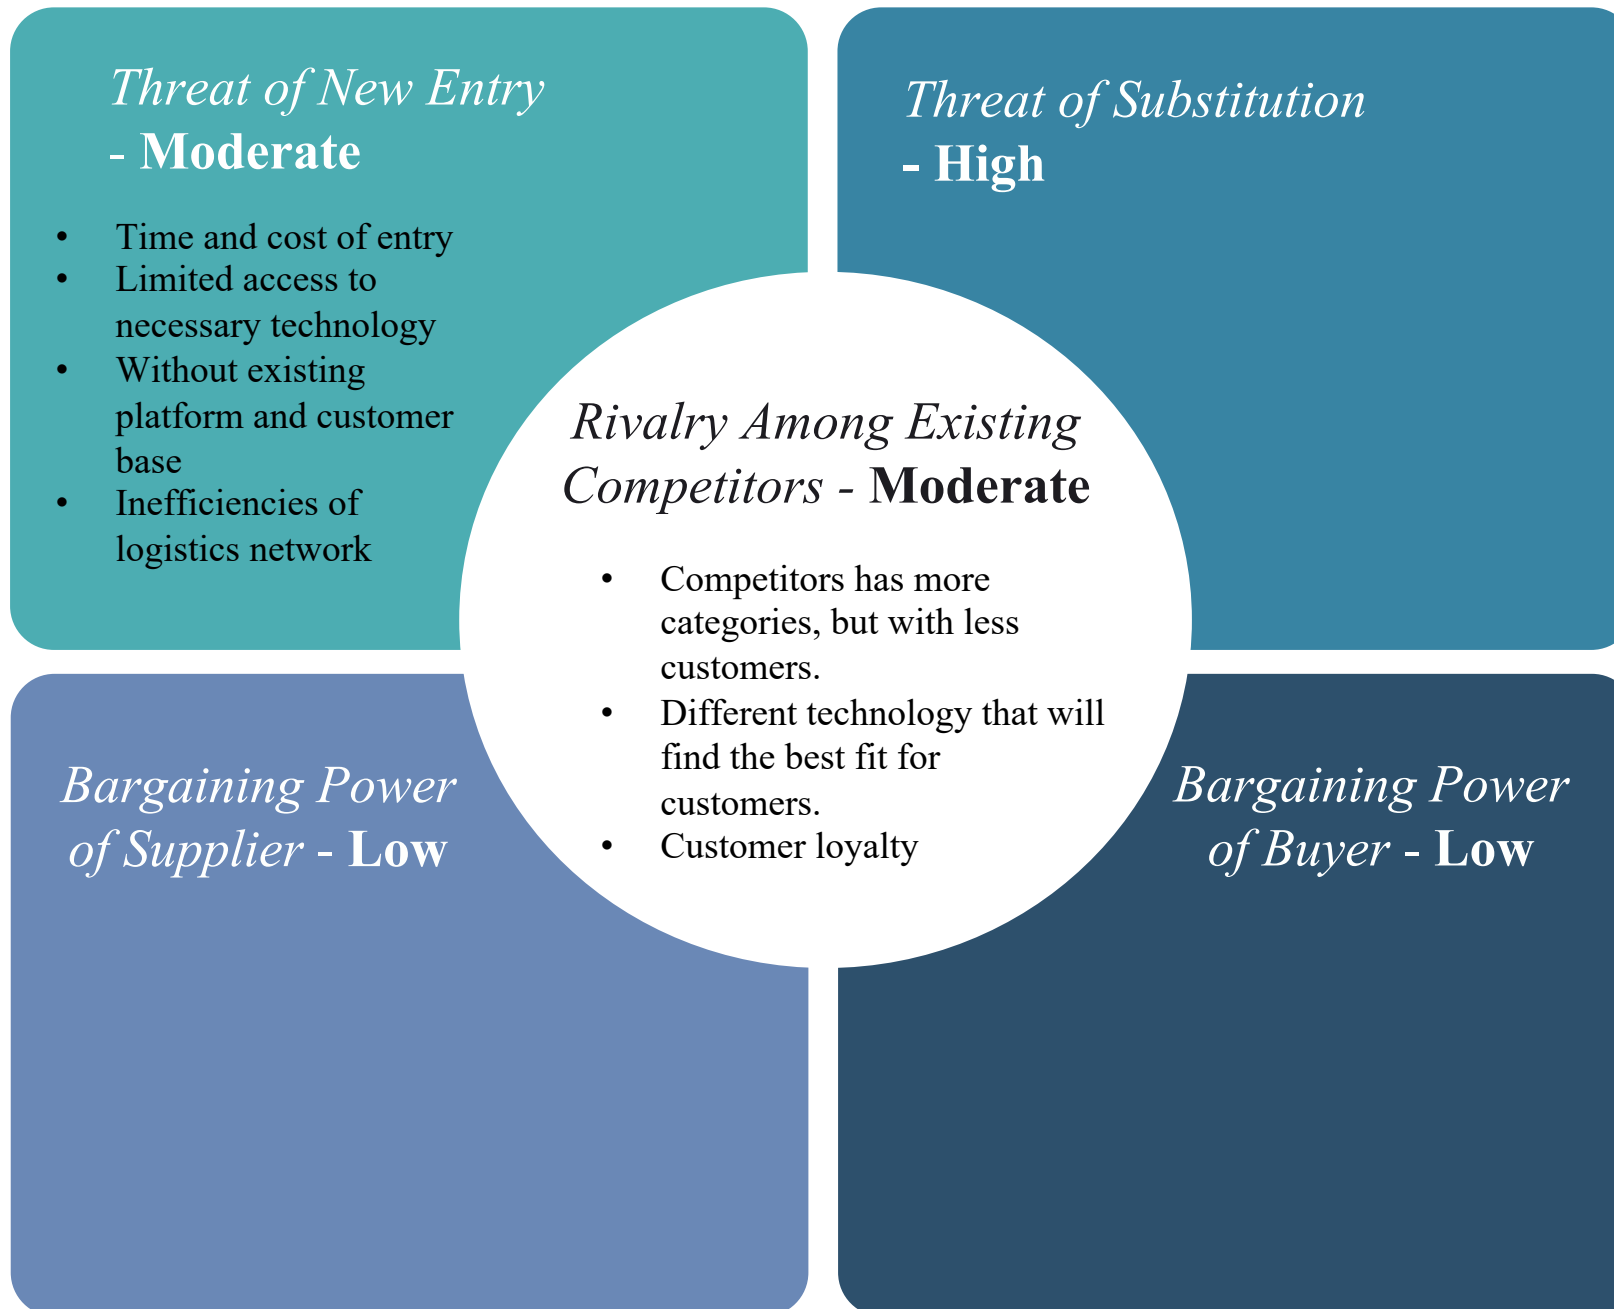 Threat of New Entry
- Moderate
• Time and cost of entry
• Limited access to
necessary technology
• Without existing
platform and customer
base
• Inefficiencies of
logistics network
Threat of Substitution
- High
Rivalry Among Existing
Competitors - Moderate
• Competitors has more
categories, but with less
customers.
• Different technology that will
find the best fit for
customers.
• Customer loyalty
Bargaining Power
of Supplier - Low
Bargaining Power
of Buyer - Low